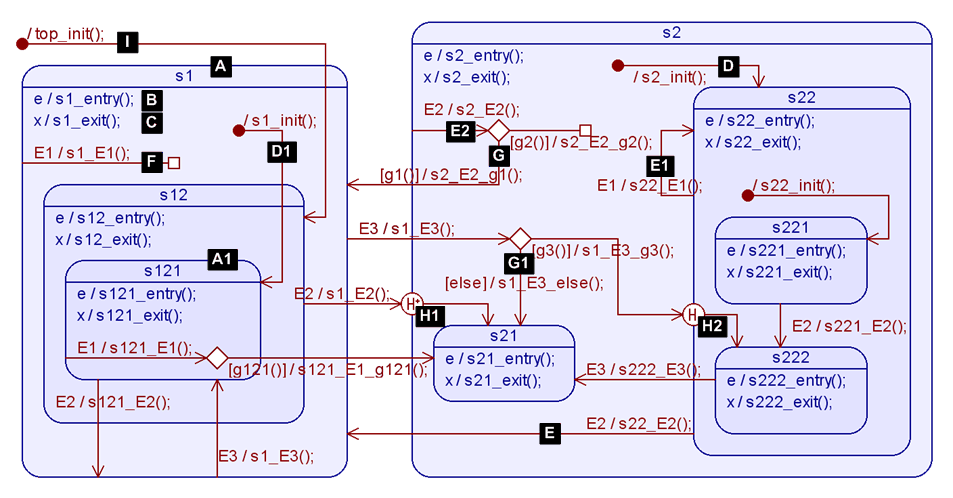 / top_init();
I
A
s1
e / s1_entry();
B
x / s1_exit();
C
/ s1_init();
D1
E1 / s1_E1();
F
s12
e / s12_entry();
x / s12_exit();
A1
s121
e / s121_entry();
x / s121_exit();
E1 / s121_E1();
[g121()] / s121_E1_g121();
E2 / s121_E2();
E3 / s1_E3();
E3 / s1_E3();
E2 / s1_E2();
s2
e / s2_entry();
x / s2_exit();
D
/ s2_init();
E2 / s2_E2();
E2
[g2()] / s2_E2_g2();
G
[g1()] / s2_E2_g1();
G1
[g3()] / s1_E3_g3();
[else] / s1_E3_else();
H*
H1
s21
e / s21_entry();
x / s21_exit();
s22
e / s22_entry();
x / s22_exit();
E1
E1 / s22_E1();
/ s22_init();
s221
e / s221_entry();
x / s221_exit();
E2 / s221_E2();
H
H2
s222
e / s222_entry();
x / s222_exit();
E3 / s222_E3();
E2 / s22_E2();
E